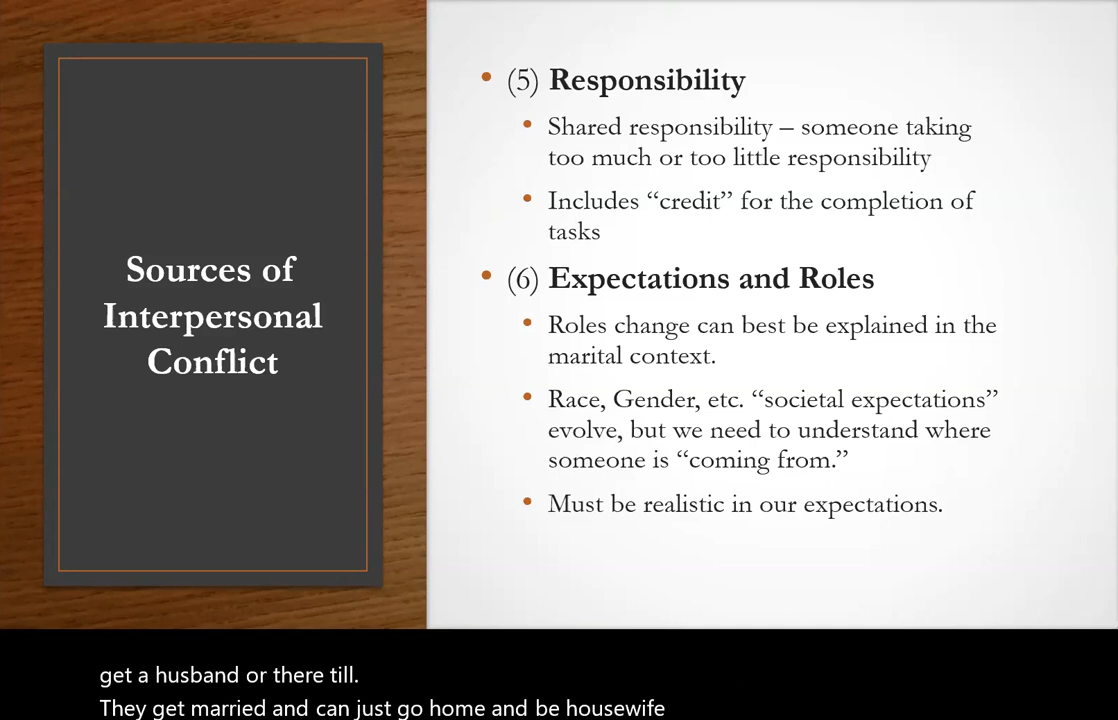 Sources of
Interpersonal
Conflict
• (5) Responsibility
• Shared responsibility – someone taking
too much or too little responsibility
• Includes “credit” for the completion of
tasks
• (6) Expectations and Roles
• Roles change can best be explained in the
marital context.
• Race, Gender, etc. “societal expectations”
evolve, but we need to understand where
someone is “coming from.”
• Must be realistic in our expectations.
get a husband or there till.
They get married and can just go home and be housewife